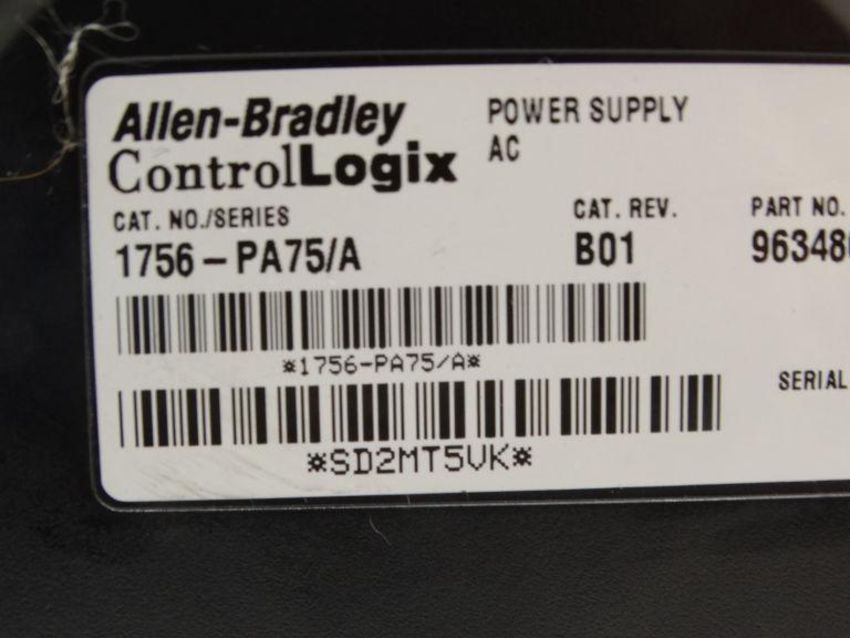 Allen-Bradley
ControlLogix
POWER SUPPLY
AC
CAT. NO./SERIES
1756-PA75/A
CAT. REV.
B01
PART NO.
96348
*1756-PA75/A*
SERIAL
*SD2MT5VK*